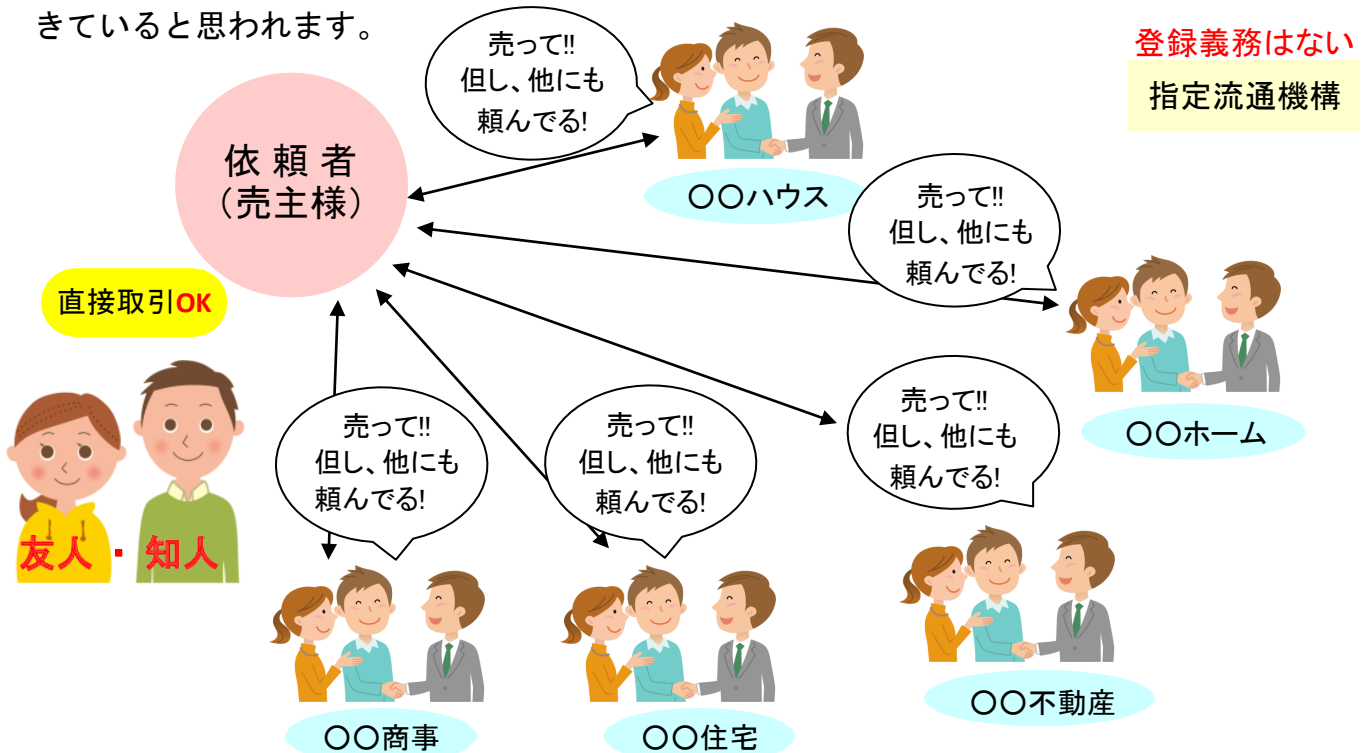 きていると思われます。
登録義務はない
指定流通機構
売って!!
但し、他にも
頼んでる!
依頼者
(売主様)
〇〇ハウス
売って!!
但し、他にも
頼んでる!
直接取引OK
〇〇ホーム
売って!!
但し、他にも
頼んでる!
売って!!
但し、他にも
頼んでる!
売って!!
但し、他にも
頼んでる!
友人・知人
〇〇不動産
〇〇商事
〇〇住宅